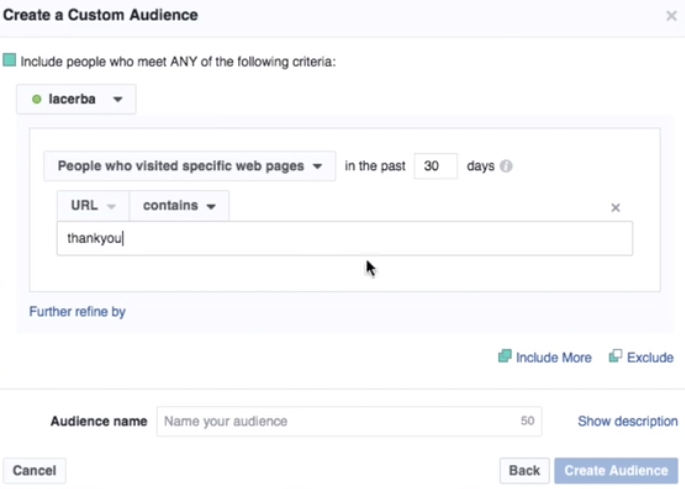 Create a Custom Audience ×
Include people who meet ANY of the following criteria:
lacerba
People who visited specific web pages in the past 30 days i
URL contains ×
thankyou
Further refine by
Include More Exclude
Audience name Name your audience 50 Show description
Cancel Back Create Audience